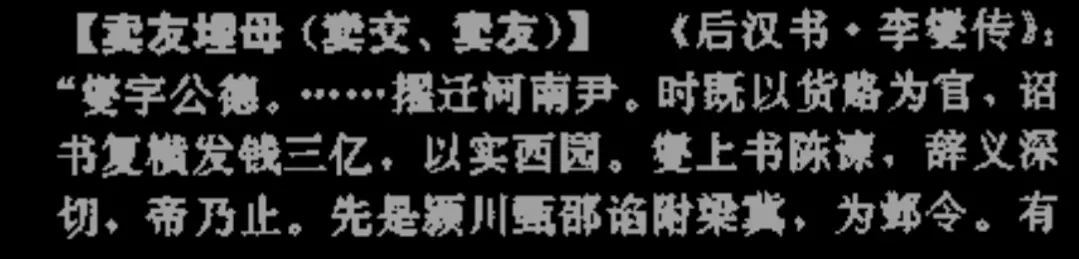 【卖友埋母（卖交、卖友）】 《后汉书·李燮传》：
“燮字公德。……擢迁河南尹。时既以货赂为官，诏
书复横发钱三亿，以实西园。燮上书陈谏，辞义深
切，帝乃止。先是颍川甄邵谄附梁冀，为邺令。有